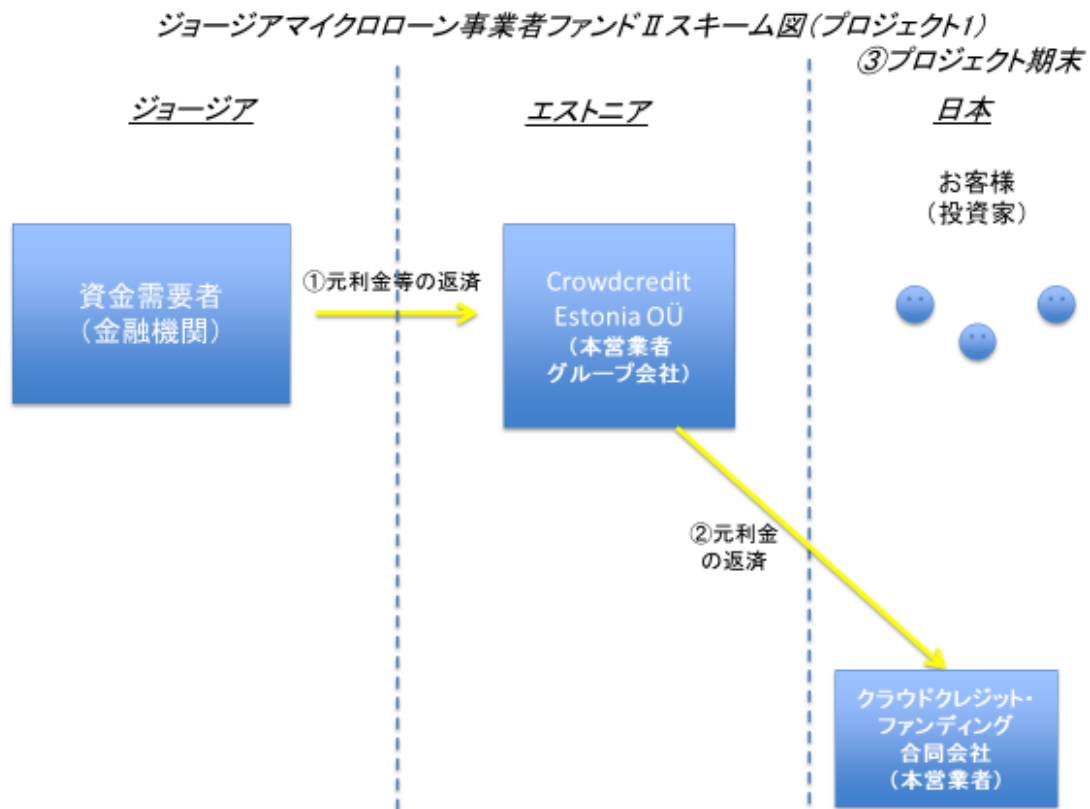 ジョージアマイクロローン事業者ファンドⅡスキーム図(プロジェクト1)
③プロジェクト期末
ジョージア
エストニア
日本
お客様
(投資家)
資金需要者
(金融機関)
①元利金等の返済
Crowdcredit
Estonia OÜ
(本営業者
グループ会社)
②元利金
の返済
クラウドクレジット・
ファンディング
合同会社
(本営業者)